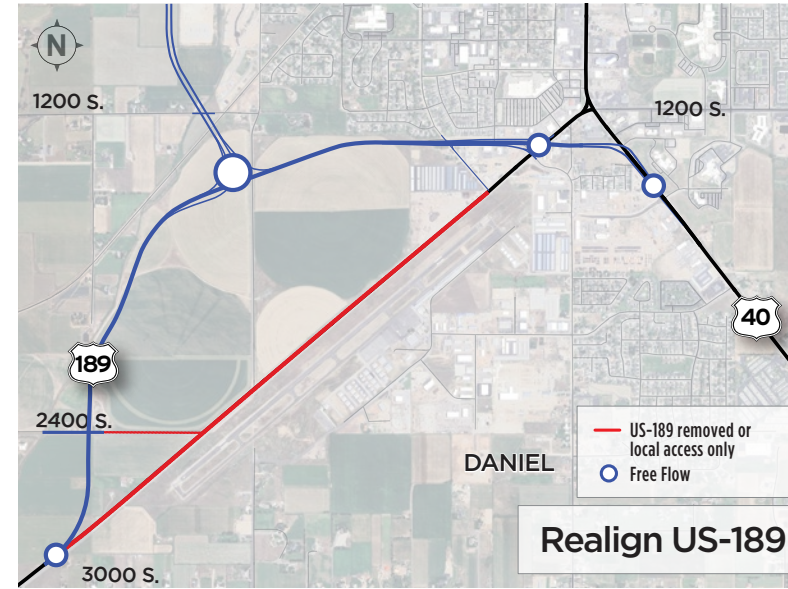 N
1200 S.
1200 S.
40
189
2400 S.
DANIEL
US-189 removed or
local access only
Free Flow
Realign US-189
3000 S.